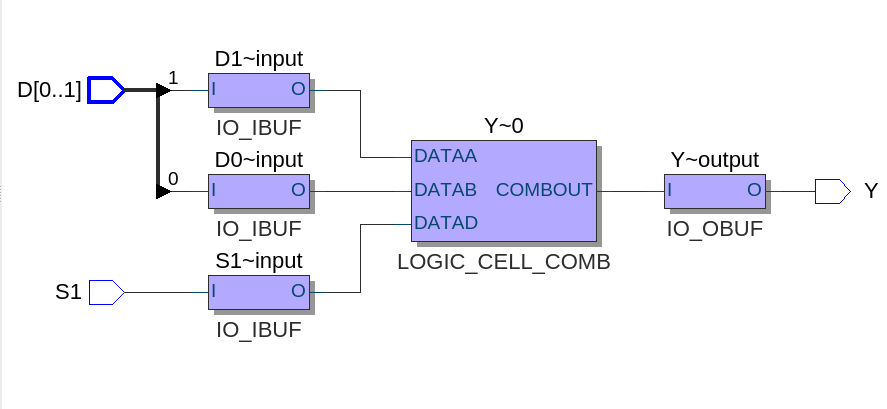 D1~input
D[0..1]
1
I
O
IO_IBUF
Y~0
DATAA
D0~input
0
I
O
IO_IBUF
DATAB
COMBOUT
DATAD
LOGIC_CELL_COMB
Y~output
I
O
IO_OBUF
Y
S1~input
S1
I
O
IO_IBUF